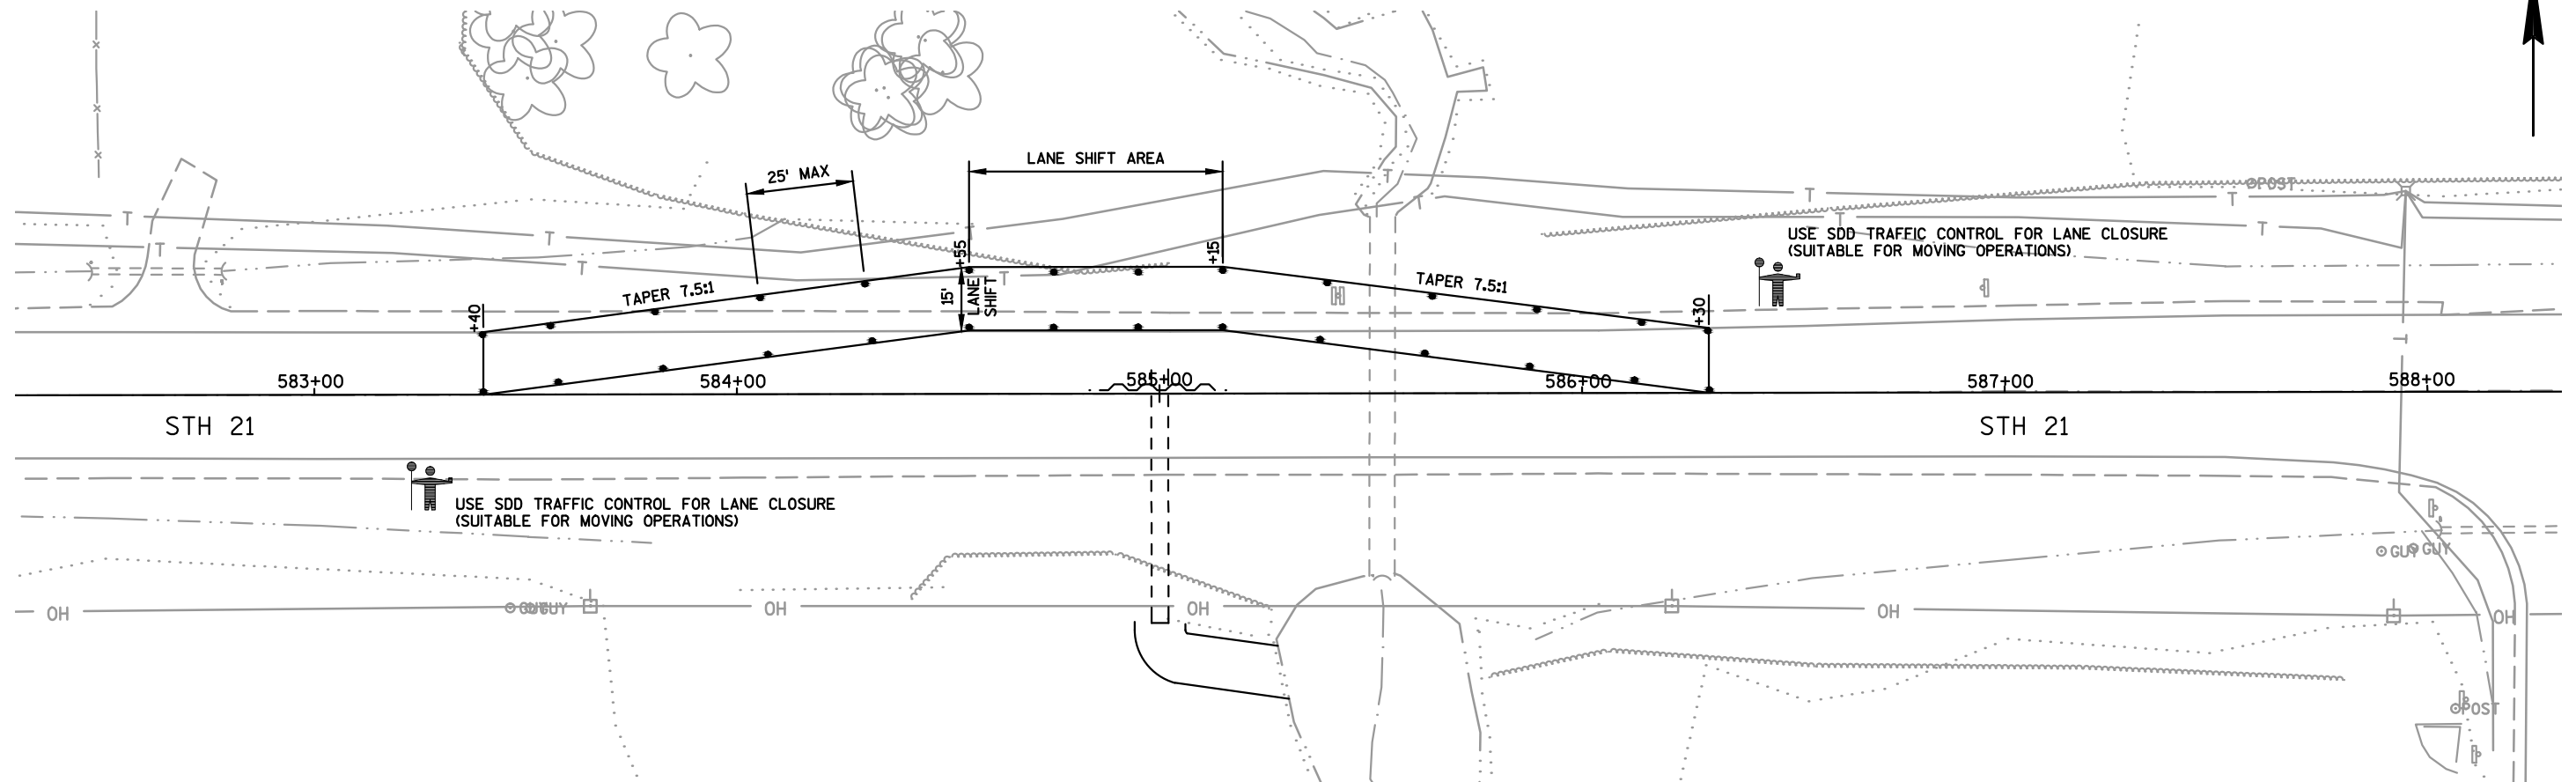 LANE SHIFT AREA
25' MAX
T
T
POST
T
T
T
T
T
T
T
T
T
T
T
USE SDD TRAFFIC CONTROL FOR LANE CLOSURE
(SUITABLE FOR MOVING OPERATIONS)
+55
+15
TAPER 7.5:1
TAPER 7.5:1
15'
LANE
SHIFT
+40
+30
T
583+00
584+00
585+00
586+00
587+00
588+00
STH 21
STH 21
USE SDD TRAFFIC CONTROL FOR LANE CLOSURE
(SUITABLE FOR MOVING OPERATIONS)
GUY
GUY
OH
GUY
GUY
OH
OH
OH
OH
POST